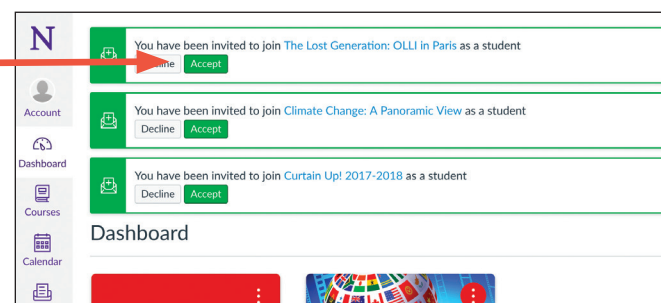 N
You have been invited to join The Lost Generation: OLLI in Paris as a student
Accept
Account
You have been invited to join Climate Change: A Panoramic View as a student
Decline Accept
Dashboard
You have been invited to join Curtain Up! 2017-2018 as a student
Decline Accept
Courses
Dashboard
Calendar